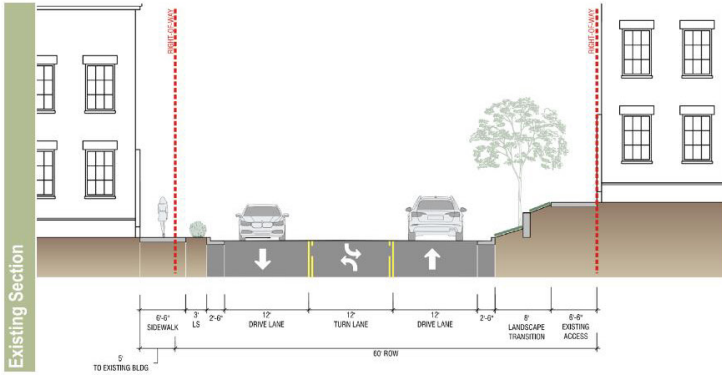 Existing Section
RIGHT-OF-WAY
RIGHT-OF-WAY
6'-6"
SIDEWALK
3'
LS
2'-6"
12'
DRIVE LANE
12'
TURN LANE
12'
DRIVE LANE
2'-6"
8'
LANDSCAPE
TRANSITION
6'-6"
EXISTING
ACCESS
60' ROW
5'
TO EXISTING BLDG